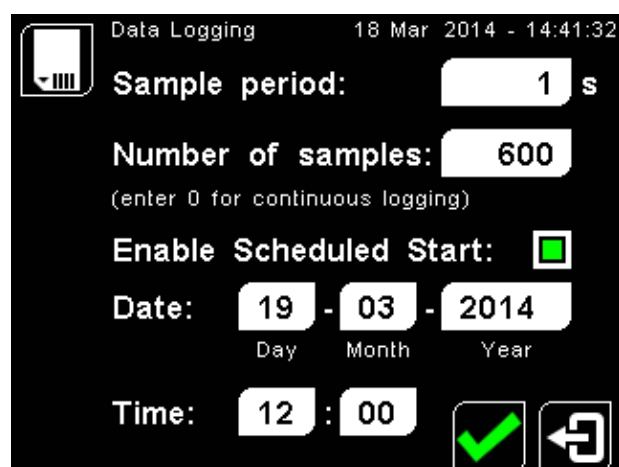 Data Logging 18 Mar 2014 - 14:41:32
Sample period: 1 s
Number of samples: 600
(enter 0 for continuous logging)
Enable Scheduled Start:
Date: 19 - 03 - 2014
Day Month Year
Time: 12 : 00